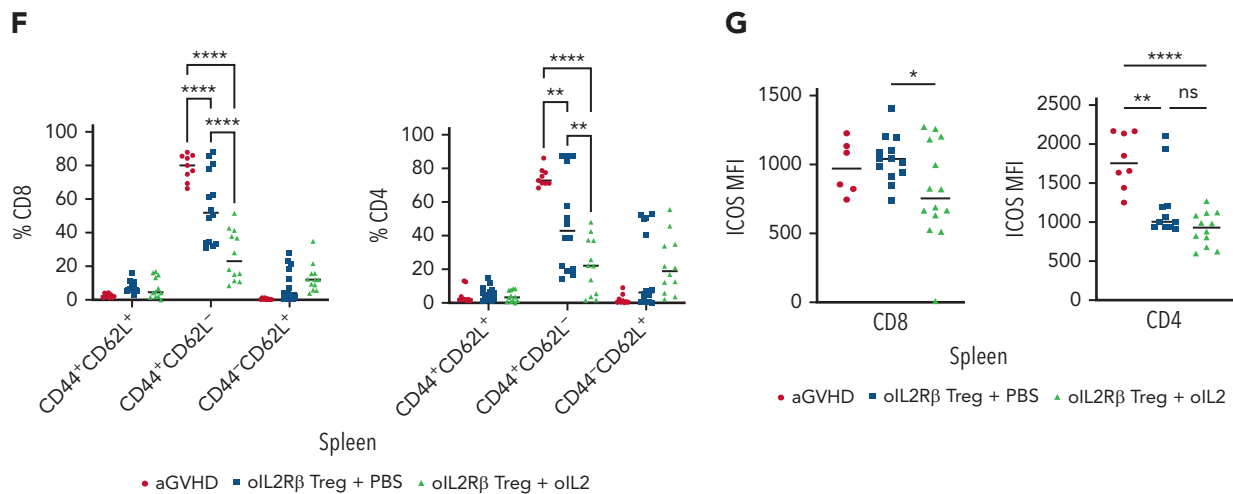 F
****
****
****
% CD8
100
80
60
40
20
0
CD44⁺CD62L⁺
CD44⁺CD62L⁻
CD44⁻CD62L⁺
****
**
**
% CD4
100
80
60
40
20
0
CD44⁺CD62L⁺
CD44⁺CD62L⁻
CD44⁻CD62L⁺
Spleen
aGVHD oIL2Rβ Treg + PBS oIL2Rβ Treg + oIL2
G
*
ICOS MFI
1500
1000
500
0
CD8
****
** ns
ICOS MFI
2500
2000
1500
1000
500
0
CD4
Spleen
aGVHD oIL2Rβ Treg + PBS oIL2Rβ Treg + oIL2